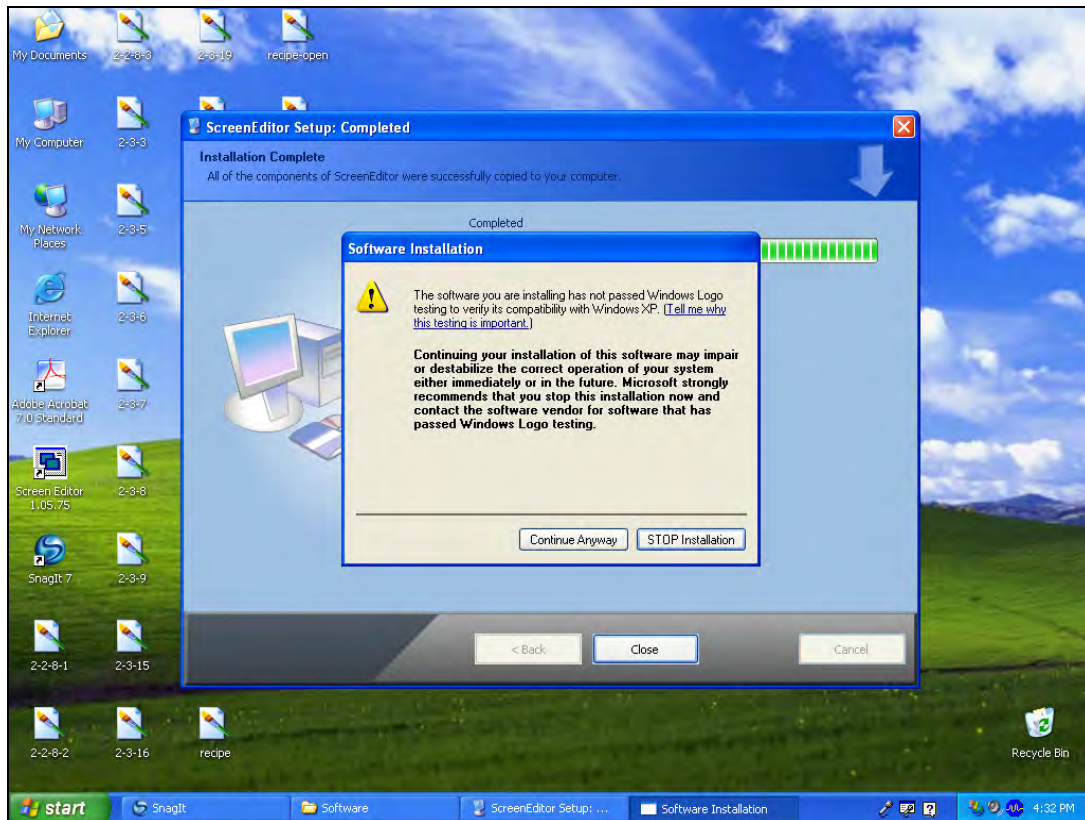 My Documents
2-2-8-3
2-3-19
recipe-open
My Computer
2-3-3
ScreenEditor Setup: Completed
Installation Complete
All of the components of ScreenEditor were successfully copied to your computer.
Completed
My Network
Places
2-3-5
Software Installation
The software you are installing has not passed Windows Logo
testing to verify its compatibility with Windows XP. (Tell me why
this testing is important.)
Internet
Explorer
2-3-6
Continuing your installation of this software may impair
or destabilize the correct operation of your system
either immediately or in the future. Microsoft strongly
recommends that you stop this installation now and
contact the software vendor for software that has
passed Windows Logo testing.
Adobe Acrobat
7.0 Standard
2-3-7
Screen Editor
1.05.75
2-3-8
Continue Anyway
STOP Installation
SnagIt 7
2-3-9
< Back
Close
Cancel
2-2-8-1
2-3-15
2-2-8-2
2-3-16
recipe
Recycle Bin
start
SnagIt
Software
ScreenEditor Setup: ...
Software Installation
4:32 PM